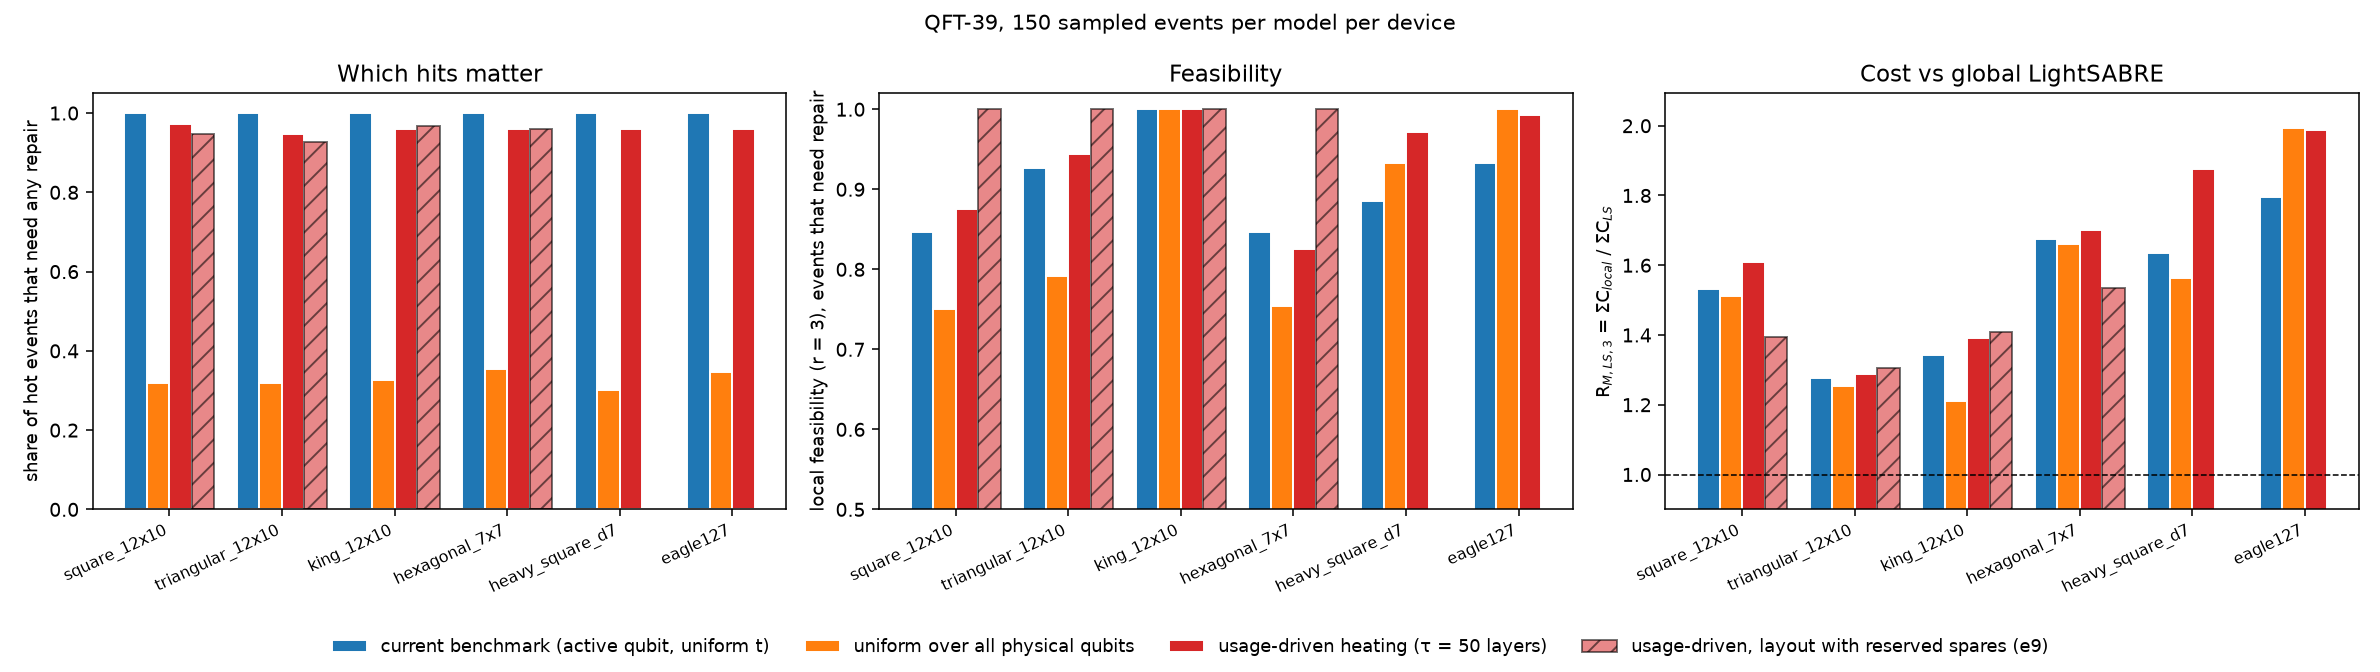 QFT-39, 150 sampled events per model per device
Which hits matter
share of hot events that need any repair
1.0
0.8
0.6
0.4
0.2
0.0
square_12x10
triangular_12x10
king_12x10
hexagonal_7x7
heavy_square_d7
eagle127
Feasibility
local feasibility (r = 3), events that need repair
1.0
0.9
0.8
0.7
0.6
0.5
square_12x10
triangular_12x10
king_12x10
hexagonal_7x7
heavy_square_d7
eagle127
Cost vs global LightSABRE
R_{M, LS, 3} = ΣC_{local} / ΣC_{LS}
2.0
1.8
1.6
1.4
1.2
1.0
square_12x10
triangular_12x10
king_12x10
hexagonal_7x7
heavy_square_d7
eagle127
current benchmark (active qubit, uniform t)
uniform over all physical qubits
usage-driven heating (τ = 50 layers)
usage-driven, layout with reserved spares (e9)